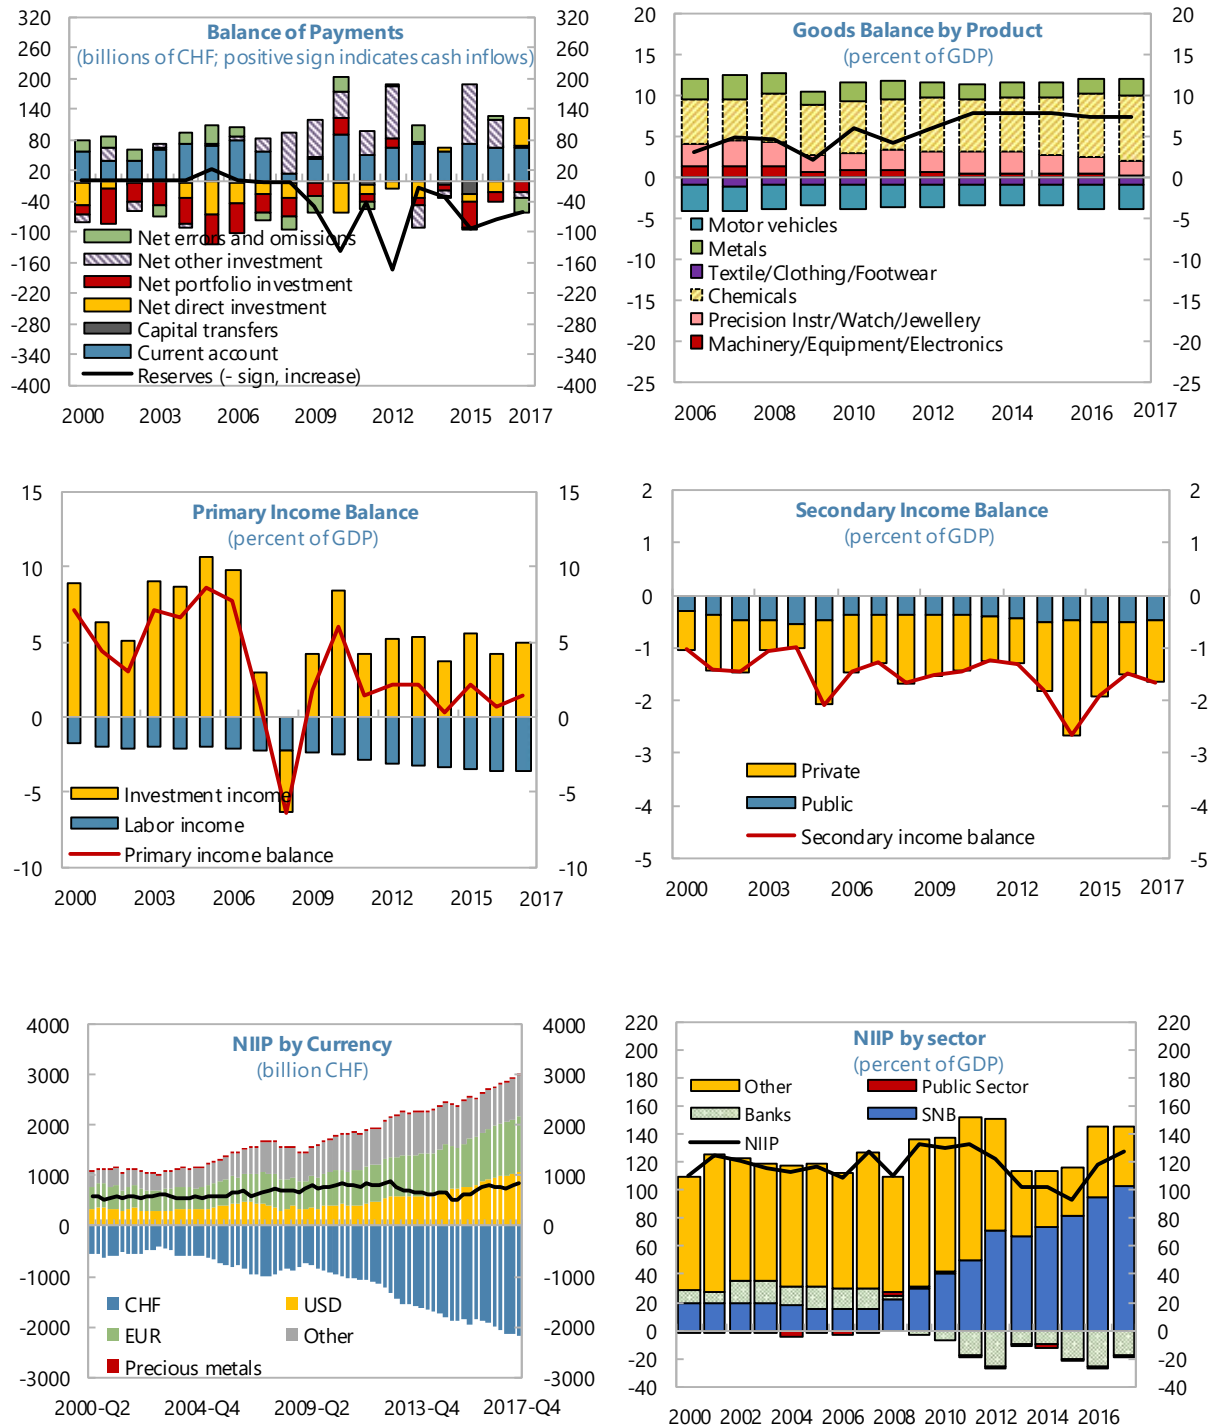 Balance of Payments
(billions of CHF; positive sign indicates cash inflows)
320 320
260 260
200 200
140 140
80 80
20 20
-40 -40
-100 -100
-160 -160
-220 -220
-280 -280
-340 -340
-400 -400
Net errors and omissions
Net other investment
Net portfolio investment
Net direct investment
Capital transfers
Current account
Reserves (- sign, increase)
2000 2003 2006 2009 2012 2015 2017
Goods Balance by Product
(percent of GDP)
20 20
15 15
10 10
5 5
0 0
-5 -5
-10 -10
-15 -15
-20 -20
-25 -25
Motor vehicles
Metals
Textile/Clothing/Footwear
Chemicals
Precision Instr/Watch/Jewellery
Machinery/Equipment/Electronics
2006 2008 2010 2012 2014 2016 2017
Primary Income Balance
(percent of GDP)
15 15
10 10
5 5
0 0
-5 -5
-10 -10
Investment income
Labor income
Primary income balance
2000 2003 2006 2009 2012 2015 2017
Secondary Income Balance
(percent of GDP)
2 2
1 1
0 0
-1 -1
-2 -2
-3 -3
-4 -4
-5 -5
Private
Public
Secondary income balance
2000 2003 2006 2009 2012 2015 2017
NIIP by Currency
(billion CHF)
4000 4000
3000 3000
2000 2000
1000 1000
0 0
-1000 -1000
-2000 -2000
-3000 -3000
CHF USD
EUR Other
Precious metals
2000-Q2 2004-Q4 2009-Q2 2013-Q4 2017-Q4
NIIP by sector
(percent of GDP)
220 220
200 200
180 180
160 160
140 140
120 120
100 100
80 80
60 60
40 40
20 20
0 0
-20 -20
-40 -40
Other Public Sector
Banks SNB
NIIP
2000 2002 2004 2006 2008 2010 2012 2014 2016